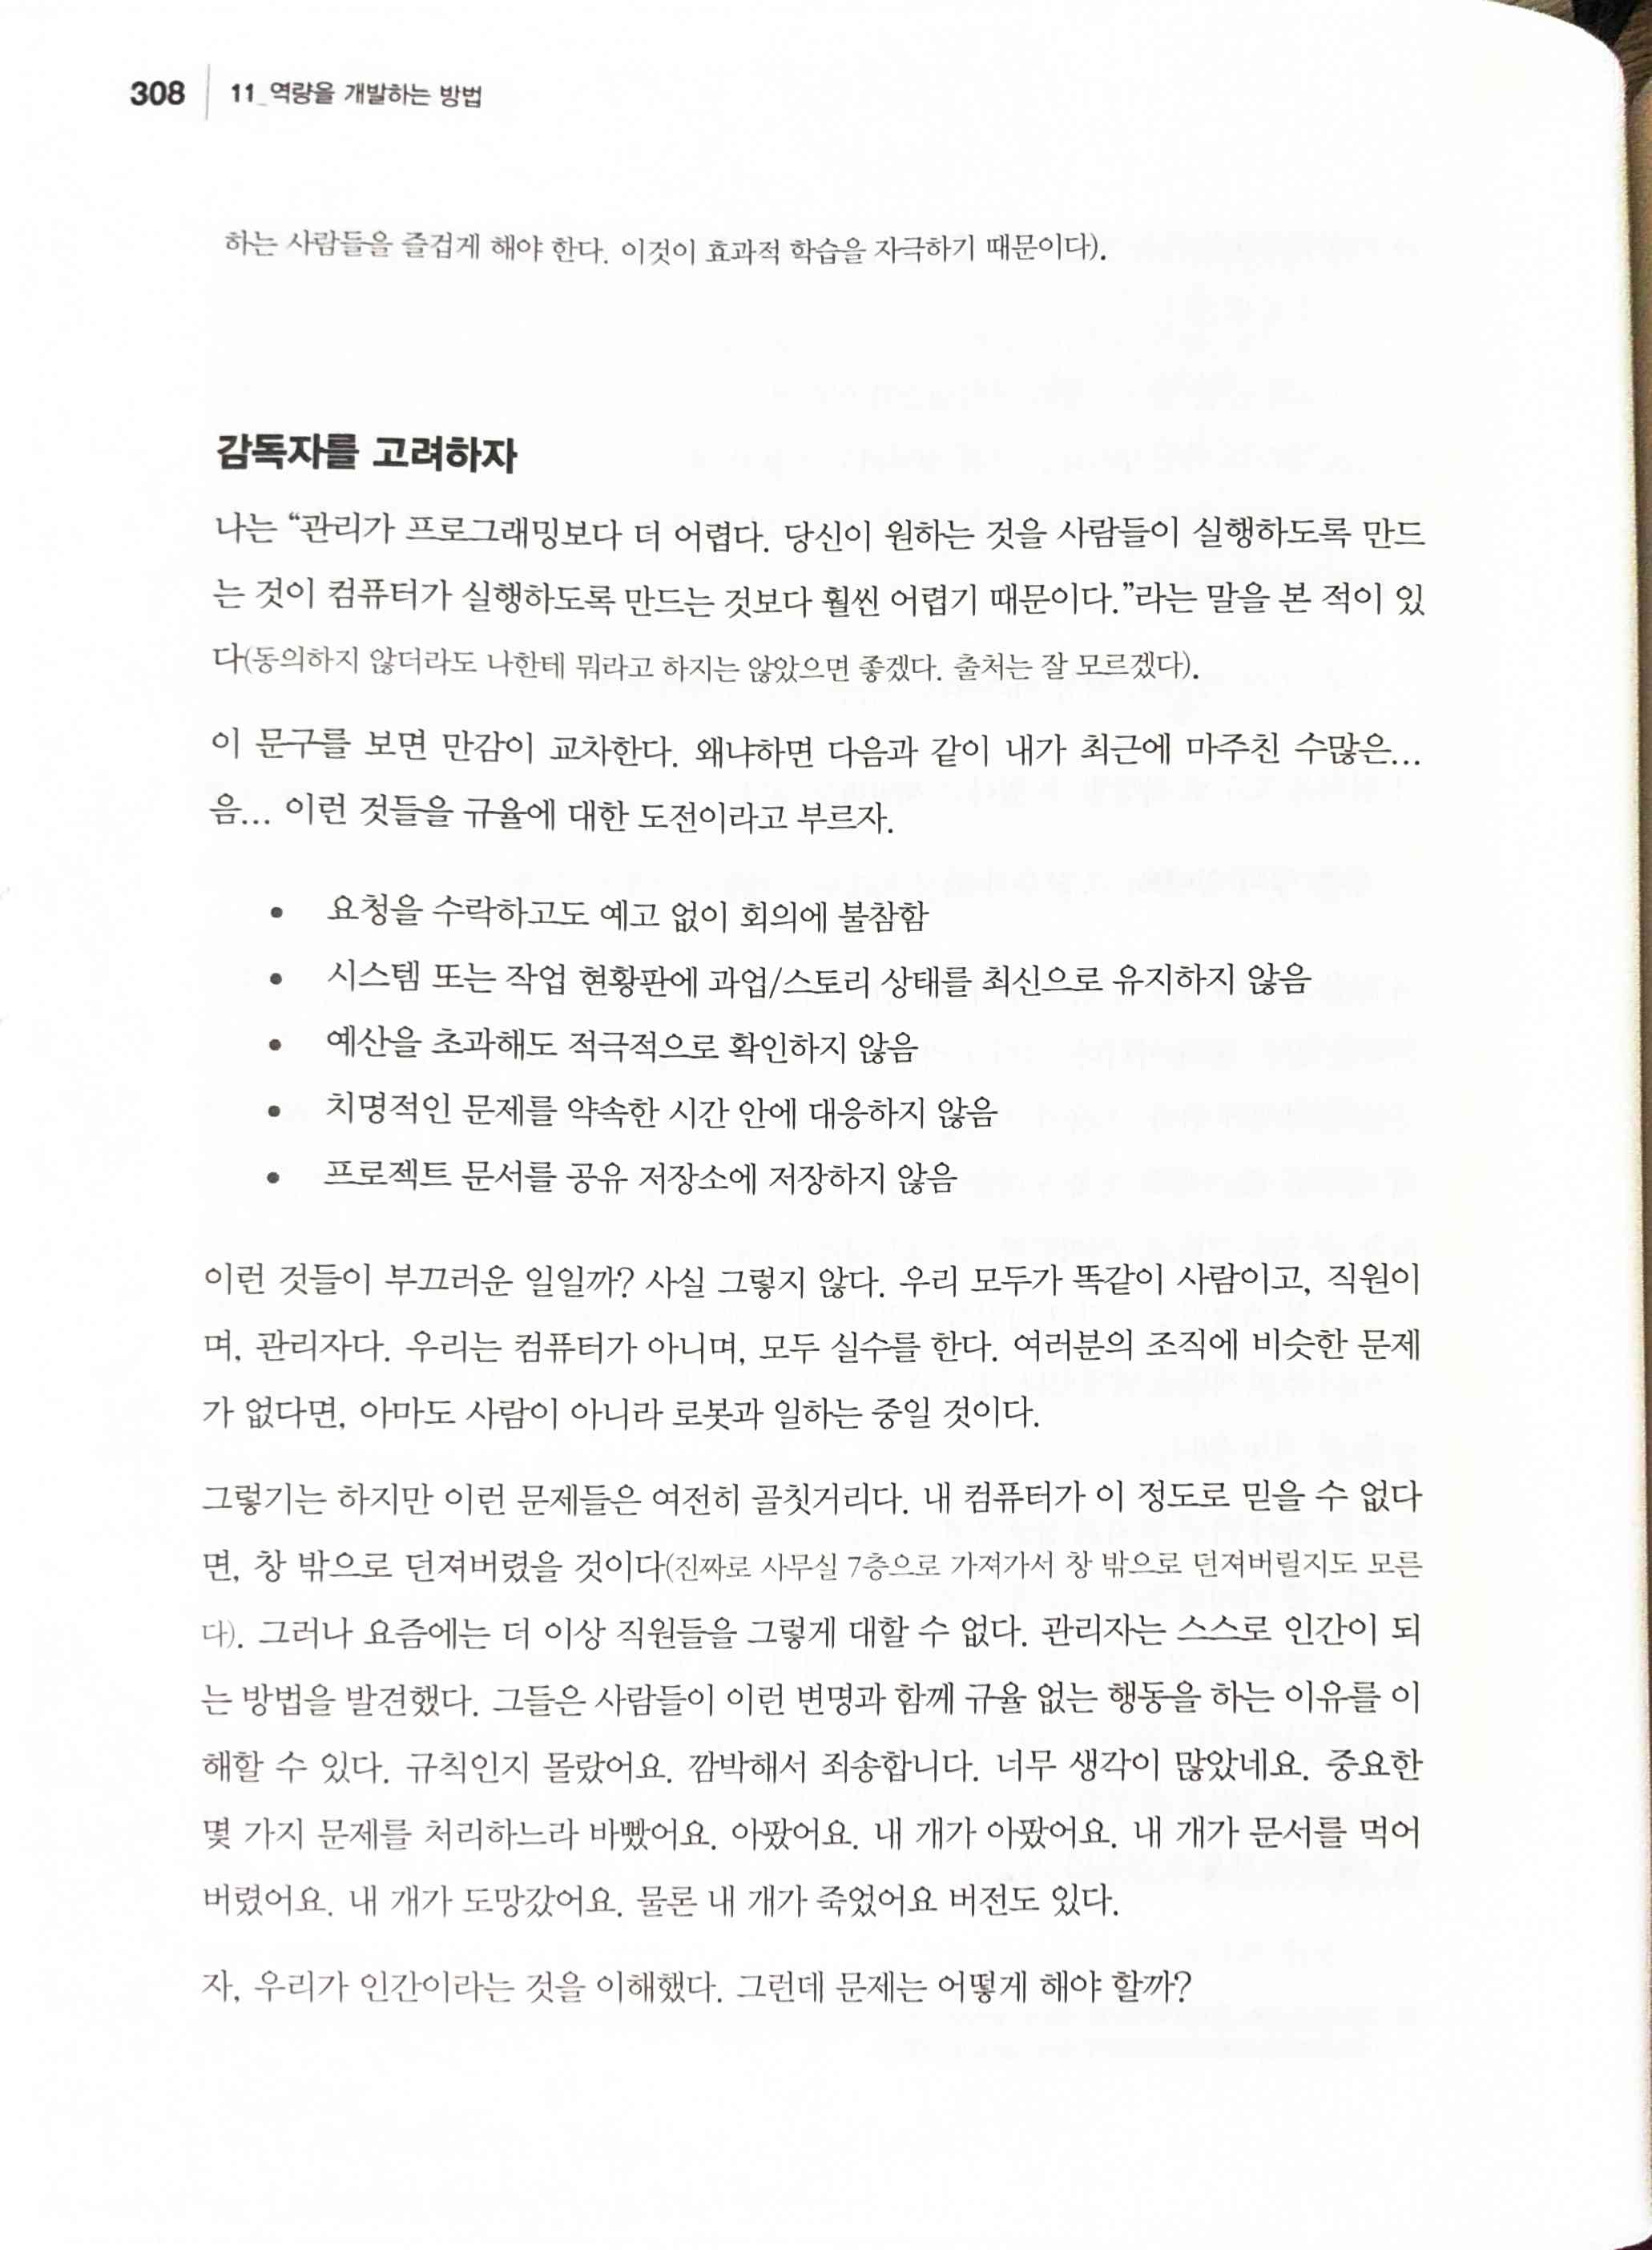 308 11_역량을 개발하는 방법
하는 사람들을 즐겁게 해야 한다. 이것이 효과적 학습을 자극하기 때문이다).
감독자를 고려하자
나는 “관리가 프로그래밍보다 더 어렵다. 당신이 원하는 것을 사람들이 실행하도록 만드
는 것이 컴퓨터가 실행하도록 만드는 것보다 훨씬 어렵기 때문이다.”라는 말을 본 적이 있
다(동의하지 않더라도 나한테 뭐라고 하지는 않았으면 좋겠다. 출처는 잘 모르겠다).
이 문구를 보면 만감이 교차한다. 왜냐하면 다음과 같이 내가 최근에 마주친 수많은...
음... 이런 것들을 규율에 대한 도전이라고 부르자.
• 요청을 수락하고도 예고 없이 회의에 불참함
• 시스템 또는 작업 현황판에 과업/스토리 상태를 최신으로 유지하지 않음
• 예산을 초과해도 적극적으로 확인하지 않음
• 치명적인 문제를 약속한 시간 안에 대응하지 않음
• 프로젝트 문서를 공유 저장소에 저장하지 않음
이런 것들이 부끄러운 일일까? 사실 그렇지 않다. 우리 모두가 똑같이 사람이고, 직원이
며, 관리자다. 우리는 컴퓨터가 아니며, 모두 실수를 한다. 여러분의 조직에 비슷한 문제
가 없다면, 아마도 사람이 아니라 로봇과 일하는 중일 것이다.
그렇기는 하지만 이런 문제들은 여전히 골칫거리다. 내 컴퓨터가 이 정도로 믿을 수 없다
면, 창 밖으로 던져버렸을 것이다(진짜로 사무실 7층으로 가져가서 창 밖으로 던져버릴지도 모른
다). 그러나 요즘에는 더 이상 직원들을 그렇게 대할 수 없다. 관리자는 스스로 인간이 되
는 방법을 발견했다. 그들은 사람들이 이런 변명과 함께 규율 없는 행동을 하는 이유를 이
해할 수 있다. 규칙인지 몰랐어요. 깜박해서 죄송합니다. 너무 생각이 많았네요. 중요한
몇 가지 문제를 처리하느라 바빴어요. 아팠어요. 내 개가 아팠어요. 내 개가 문서를 먹어
버렸어요. 내 개가 도망갔어요. 물론 내 개가 죽었어요 버전도 있다.
자, 우리가 인간이라는 것을 이해했다. 그런데 문제는 어떻게 해야 할까?